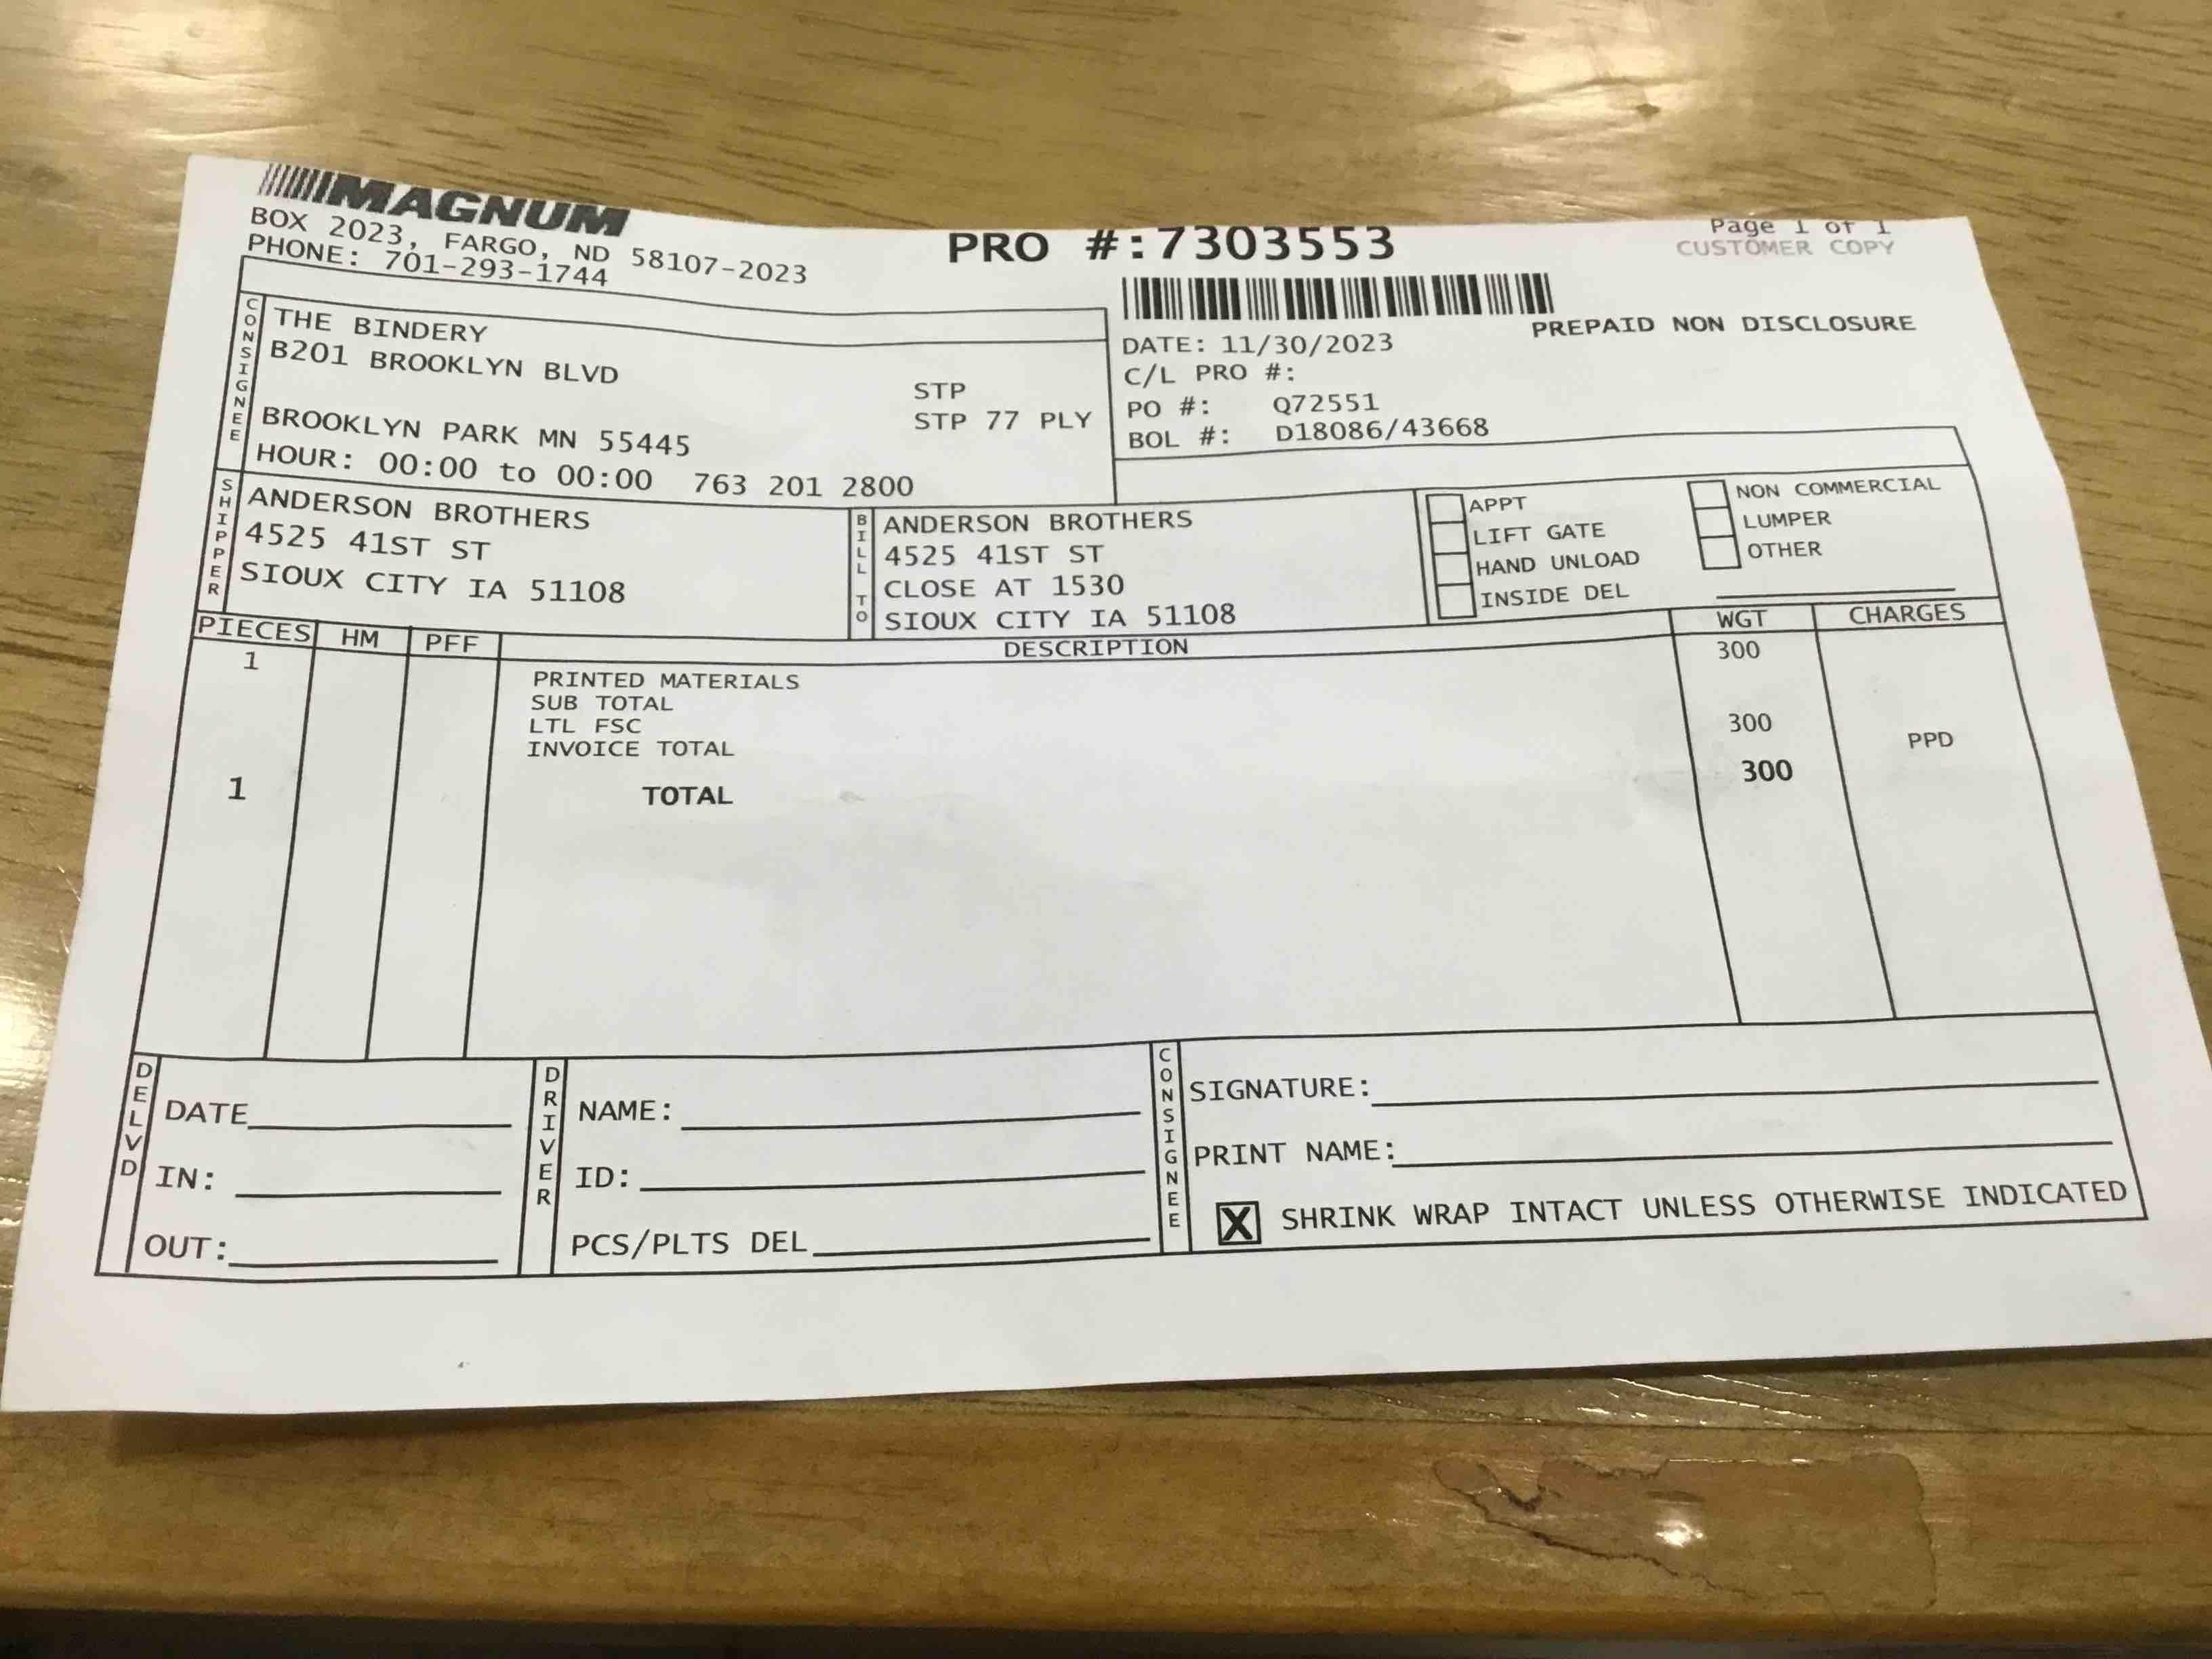 MAGNUM
BOX 2023, FARGO, ND 58107-2023
PHONE: 701-293-1744
PRO #:7303553
Page 1 of 1
CUSTOMER COPY
PREPAID NON DISCLOSURE
CONSIGNEE
THE BINDERY
B201 BROOKLYN BLVD
STP
STP 77 PLY
BROOKLYN PARK MN 55445
HOUR: 00:00 to 00:00 763 201 2800
DATE: 11/30/2023
C/L PRO #:
PO #: Q72551
BOL #: D18086/43668
SHIPPER
ANDERSON BROTHERS
4525 41ST ST
SIOUX CITY IA 51108
BILL TO
ANDERSON BROTHERS
4525 41ST ST
CLOSE AT 1530
SIOUX CITY IA 51108
APPT
LIFT GATE
HAND UNLOAD
INSIDE DEL
NON COMMERCIAL
LUMPER
OTHER
PIECES HM PFF DESCRIPTION WGT CHARGES
1 PRINTED MATERIALS 300
SUB TOTAL
LTL FSC 300
INVOICE TOTAL PPD
1 TOTAL 300
DELVD
DATE
IN:
OUT:
DRIVER
NAME:
ID:
PCS/PLTS DEL
CONSIGNEE
SIGNATURE:
PRINT NAME:
X SHRINK WRAP INTACT UNLESS OTHERWISE INDICATED